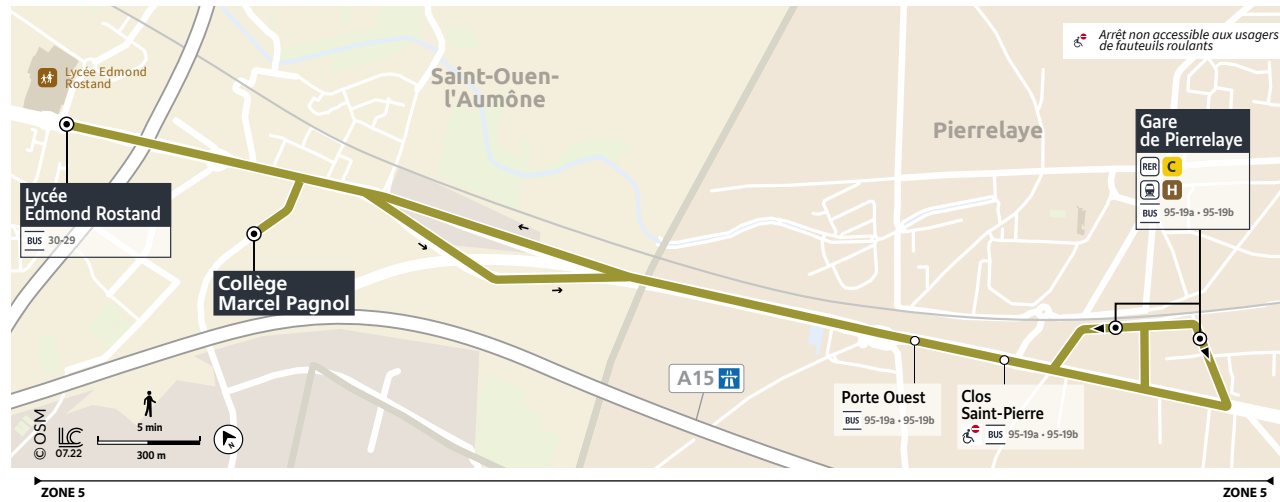 Arrêt non accessible aux usagers
de fauteuils roulants
Lycée Edmond
Rostand
Saint-Ouen-
l'Aumône
Pierrelaye
Gare
de Pierrelaye
RER C
H
BUS 95-19a • 95-19b
Lycée
Edmond Rostand
BUS 30-29
Collège
Marcel Pagnol
A15
Porte Ouest
BUS 95-19a • 95-19b
Clos
Saint-Pierre
BUS 95-19a • 95-19b
© OSM
LC
07.22
5 min
300 m
N
ZONE 5
ZONE 5